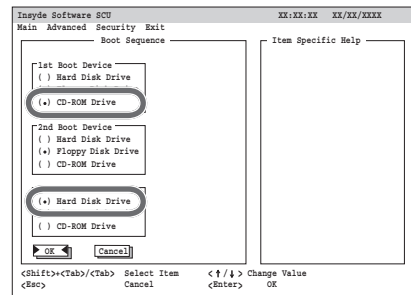 Insyde Software SCU XX:XX:XX XX/XX/XXXX
Main Advanced Security Exit
Boot Sequence
Item Specific Help
1st Boot Device
( ) Hard Disk Drive
(•) CD-ROM Drive
2nd Boot Device
( ) Hard Disk Drive
(•) Floppy Disk Drive
( ) CD-ROM Drive
(•) Hard Disk Drive
( ) CD-ROM Drive
OK Cancel
<Shift>+<Tab>/<Tab> Select Item <↑/↓> Change Value
<Esc> Cancel <Enter> OK